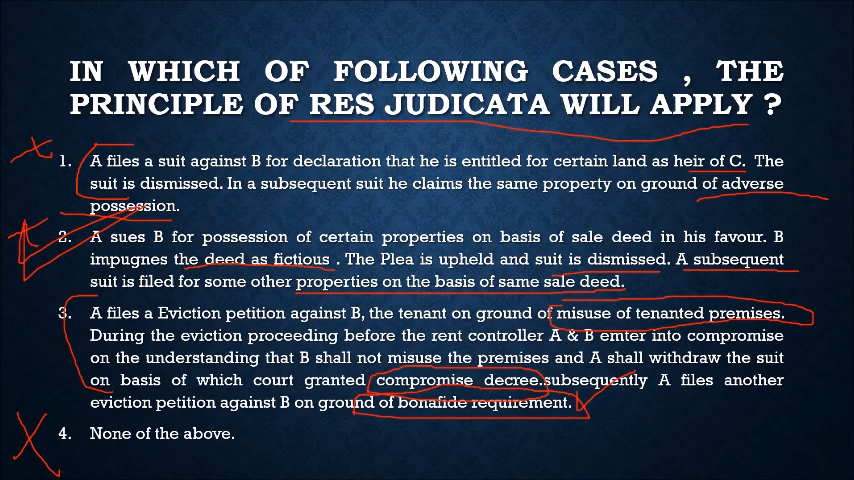 IN WHICH OF FOLLOWING CASES , THE
PRINCIPLE OF RES JUDICATA WILL APPLY ?
1. A files a suit against B for declaration that he is entitled for certain land as heir of C. The
suit is dismissed. In a subsequent suit he claims the same property on ground of adverse
possession.
2. A sues B for possession of certain properties on basis of sale deed in his favour. B
impugnes the deed as fictious . The Plea is upheld and suit is dismissed. A subsequent
suit is filed for some other properties on the basis of same sale deed.
3. A files a Eviction petition against B, the tenant on ground of misuse of tenanted premises.
During the eviction proceeding before the rent controller A & B emter into compromise
on the understanding that B shall not misuse the premises and A shall withdraw the suit
on basis of which court granted compromise decree.subsequently A files another
eviction petition against B on ground of bonafide requirement.
4. None of the above.